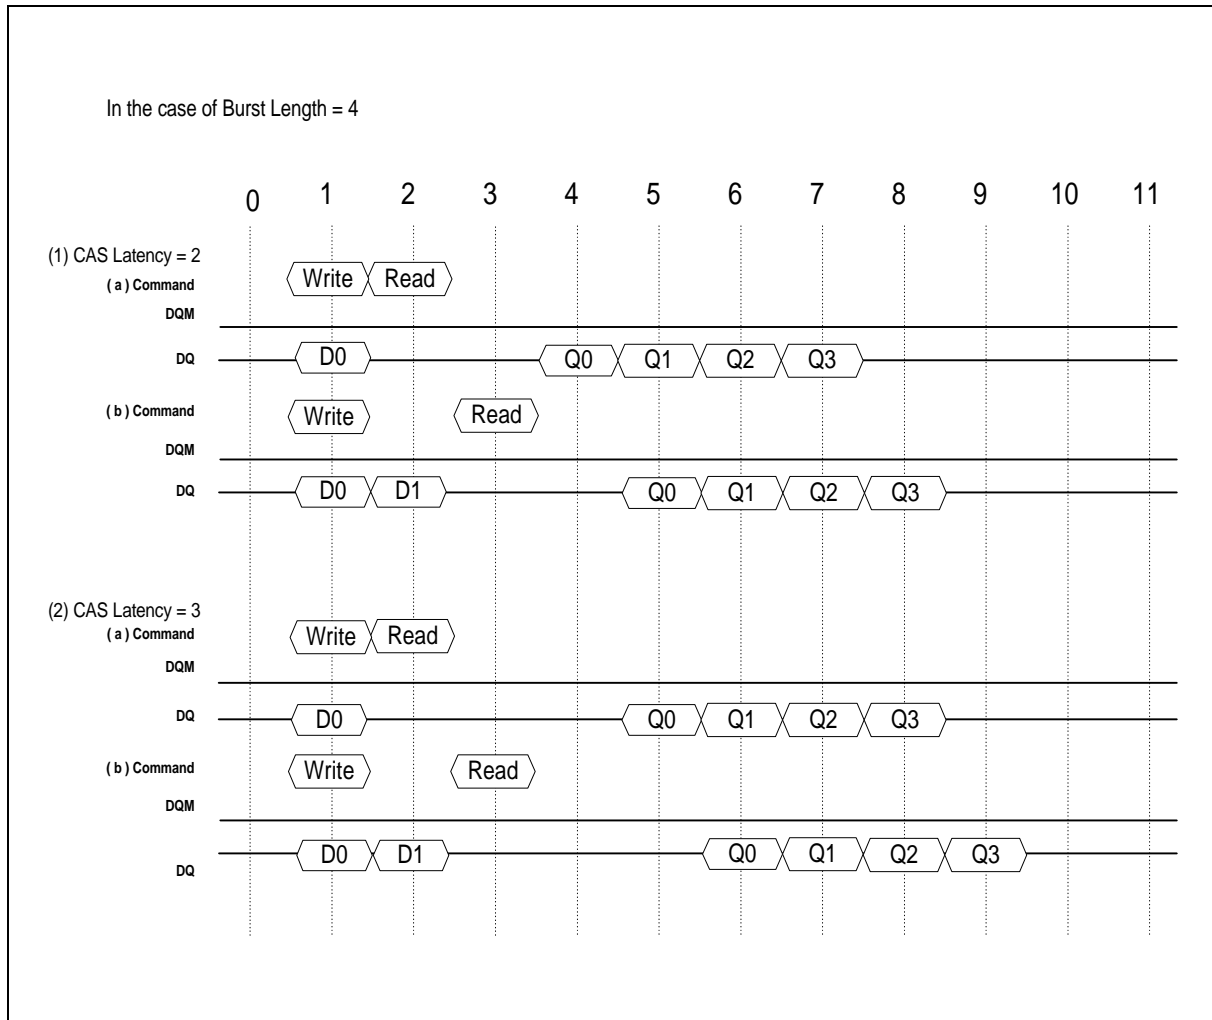 In the case of Burst Length = 4
0 1 2 3 4 5 6 7 8 9 10 11
(1) CAS Latency = 2
( a ) Command Write Read
DQM
DQ D0 Q0 Q1 Q2 Q3
( b ) Command Write Read
DQM
DQ D0 D1 Q0 Q1 Q2 Q3
(2) CAS Latency = 3
( a ) Command Write Read
DQM
DQ D0 Q0 Q1 Q2 Q3
( b ) Command Write Read
DQM
DQ D0 D1 Q0 Q1 Q2 Q3